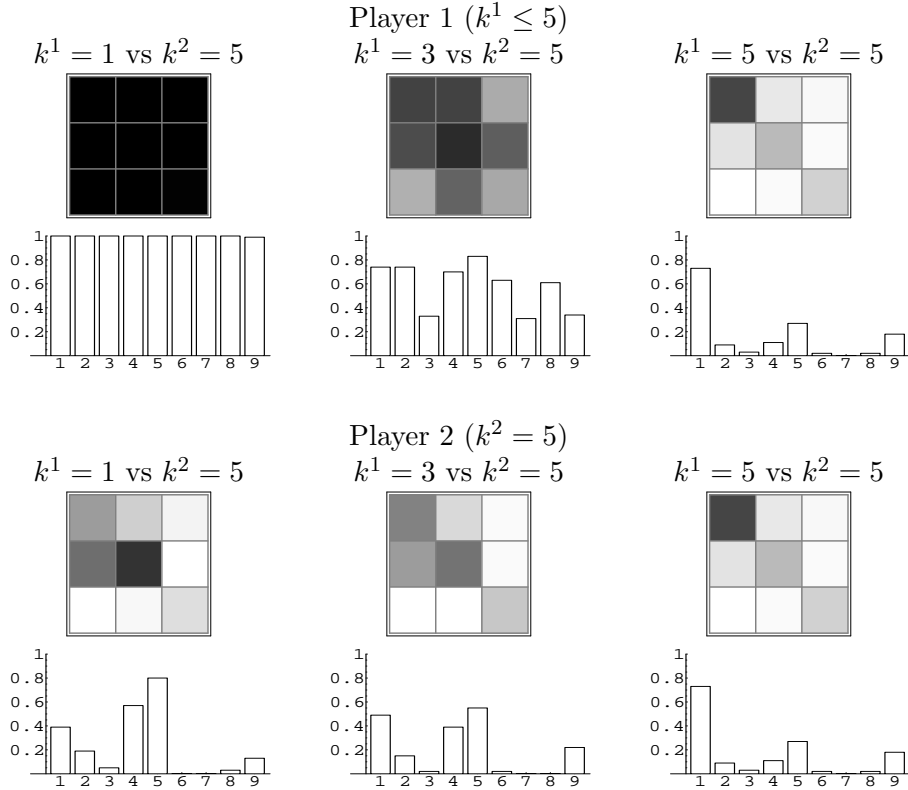 Player 1 (k¹ ≤ 5)
k¹ = 1 vs k² = 5
k¹ = 3 vs k² = 5
k¹ = 5 vs k² = 5
1
0.8
0.6
0.4
0.2
1 2 3 4 5 6 7 8 9
1
0.8
0.6
0.4
0.2
1 2 3 4 5 6 7 8 9
1
0.8
0.6
0.4
0.2
1 2 3 4 5 6 7 8 9
Player 2 (k² = 5)
k¹ = 1 vs k² = 5
k¹ = 3 vs k² = 5
k¹ = 5 vs k² = 5
1
0.8
0.6
0.4
0.2
1 2 3 4 5 6 7 8 9
1
0.8
0.6
0.4
0.2
1 2 3 4 5 6 7 8 9
1
0.8
0.6
0.4
0.2
1 2 3 4 5 6 7 8 9